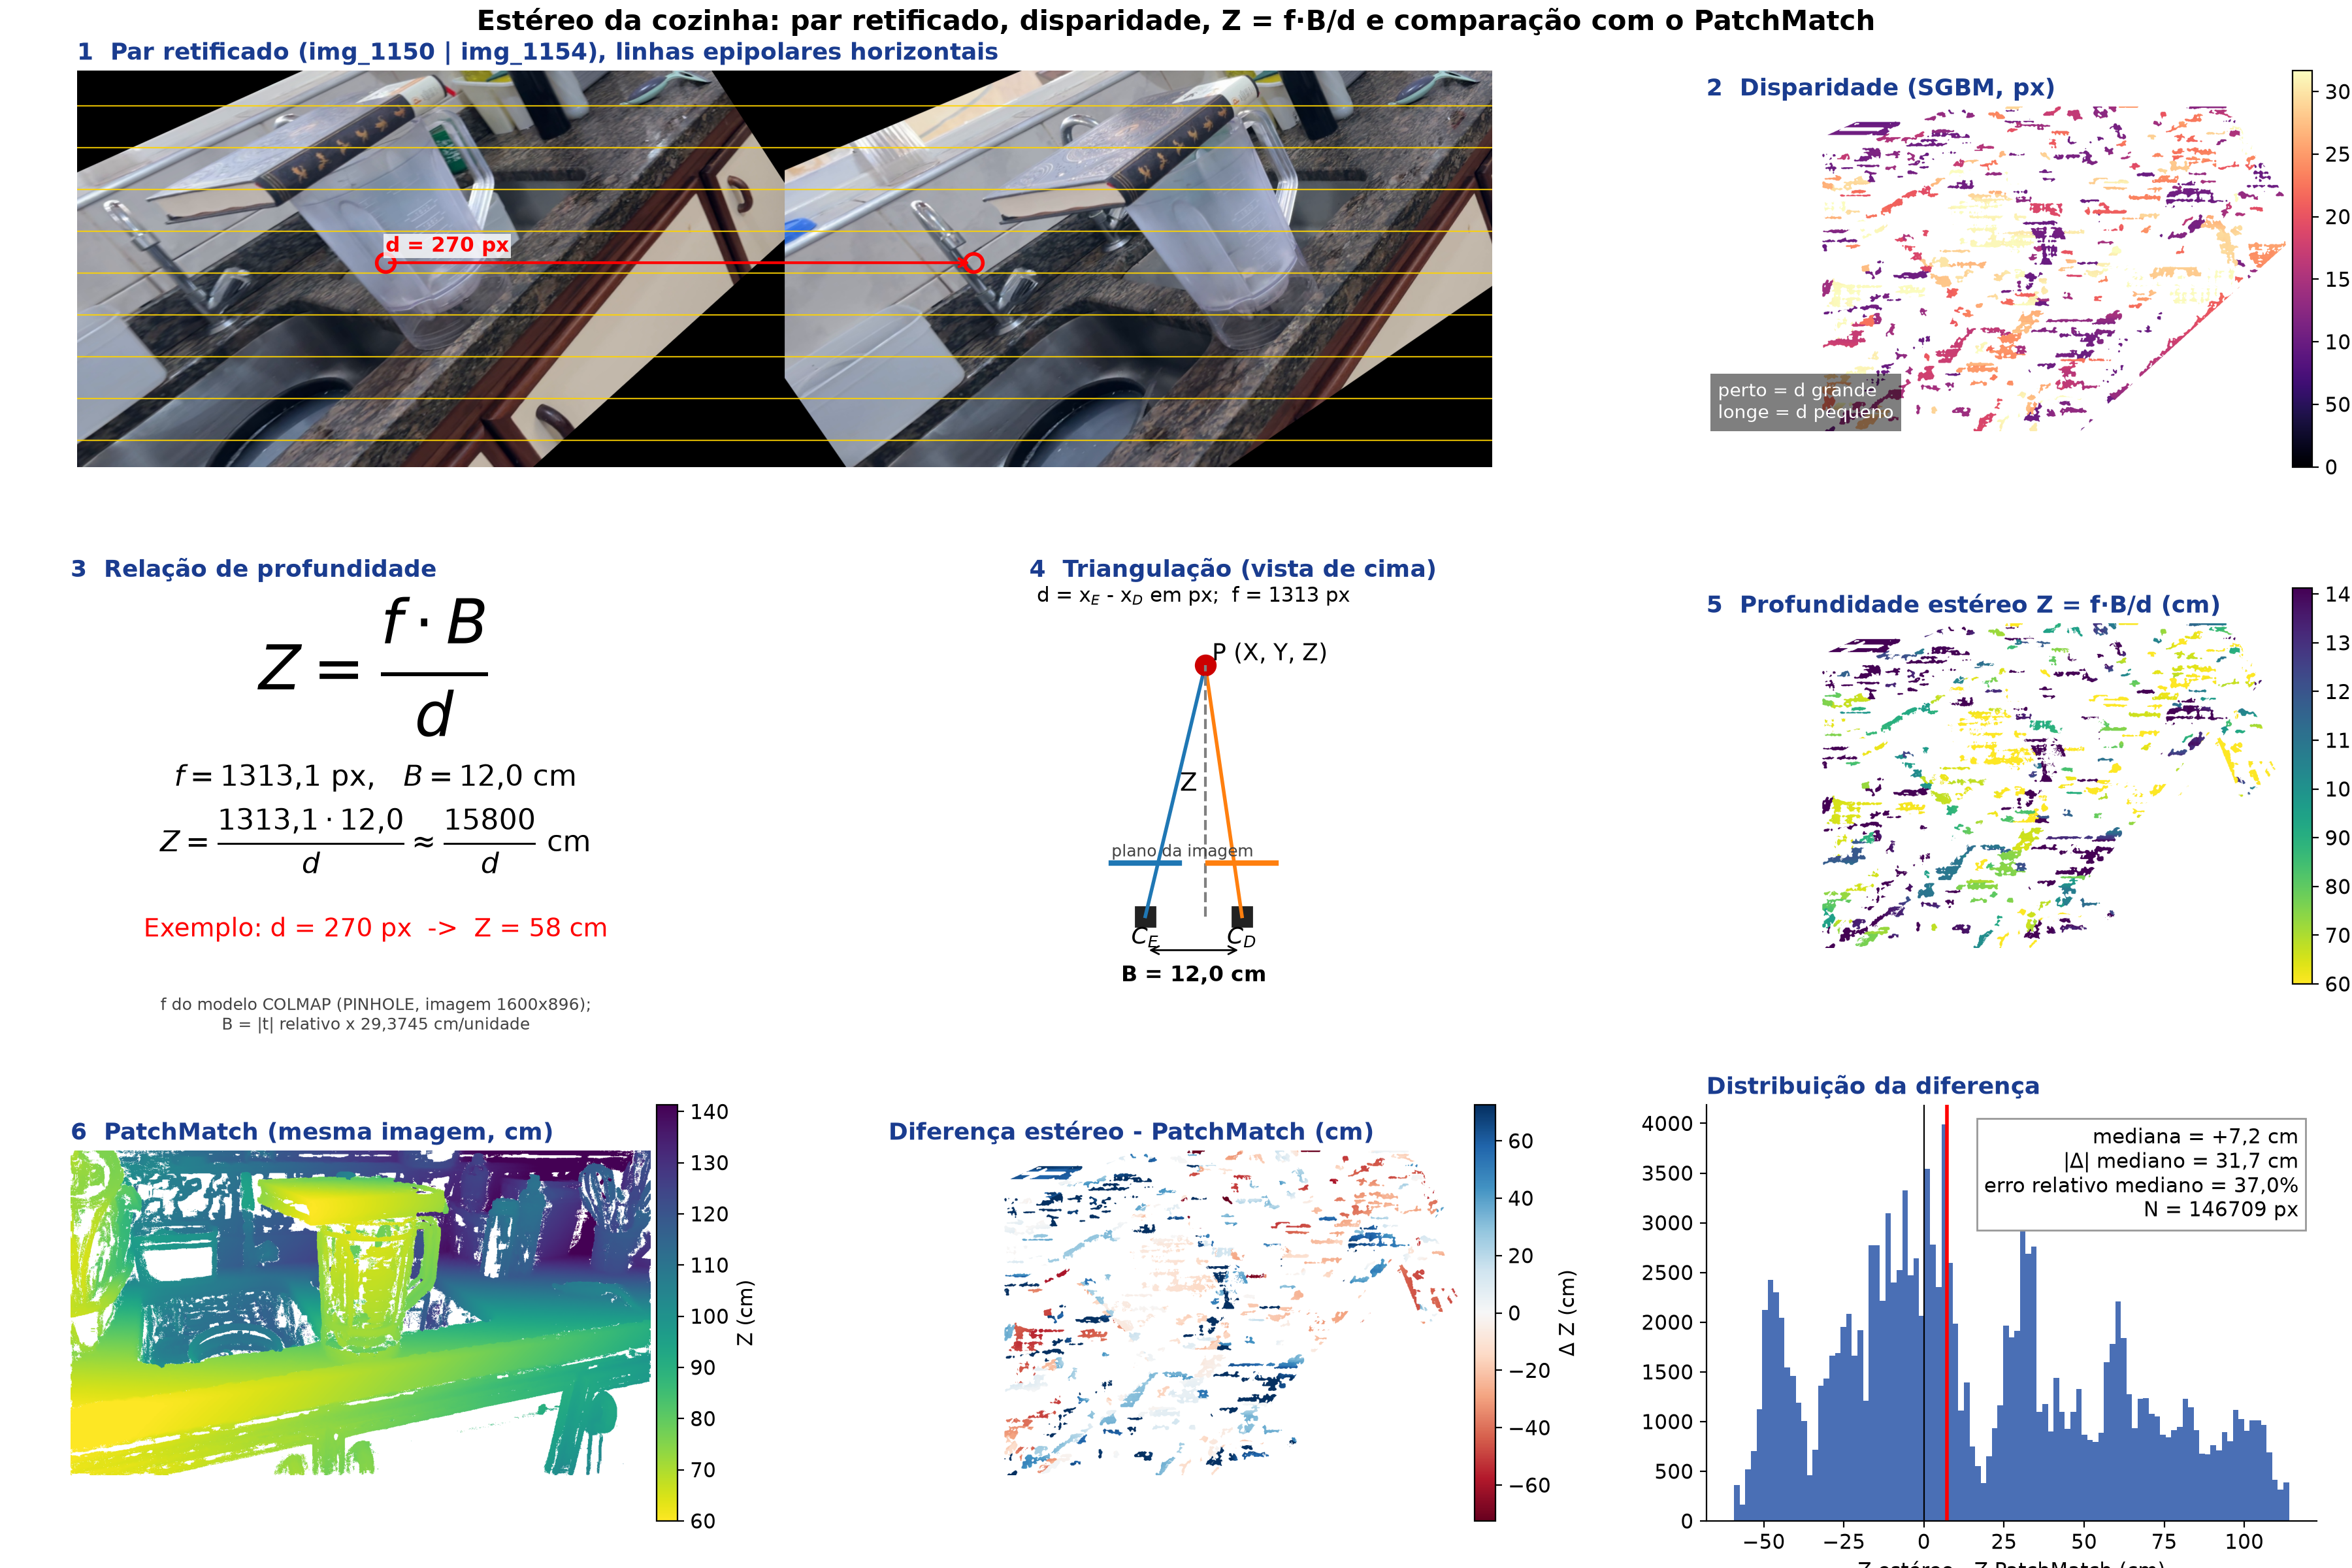 Estéreo da cozinha: par retificado, disparidade, Z = f·B/d e comparação com o PatchMatch
1 Par retificado (img_1150 | img_1154), linhas epipolares horizontais
d = 270 px
2 Disparidade (SGBM, px)
perto = d grande
longe = d pequeno
30
25
20
15
10
50
0
3 Relação de profundidade
Z = f · B / d
f = 1313,1 px, B = 12,0 cm
Z = 1313,1 · 12,0 / d ≈ 15800 / d cm
Exemplo: d = 270 px -> Z = 58 cm
f do modelo COLMAP (PINHOLE, imagem 1600x896);
B = |t| relativo x 29,3745 cm/unidade
4 Triangulação (vista de cima)
d = x_E - x_D em px; f = 1313 px
P (X, Y, Z)
Z
plano da imagem
C_E C_D
B = 12,0 cm
5 Profundidade estéreo Z = f·B/d (cm)
14
13
12
11
10
90
80
70
60
6 PatchMatch (mesma imagem, cm)
140
130
120
110
100
90
80
70
60
Z (cm)
Diferença estéreo - PatchMatch (cm)
60
40
20
0
−20
−40
−60
Δ Z (cm)
Distribuição da diferença
4000
3500
3000
2500
2000
1500
1000
500
0
mediana = +7,2 cm
|Δ| mediano = 31,7 cm
erro relativo mediano = 37,0%
N = 146709 px
−50 −25 0 25 50 75 100
Z estéreo - Z PatchMatch (cm)